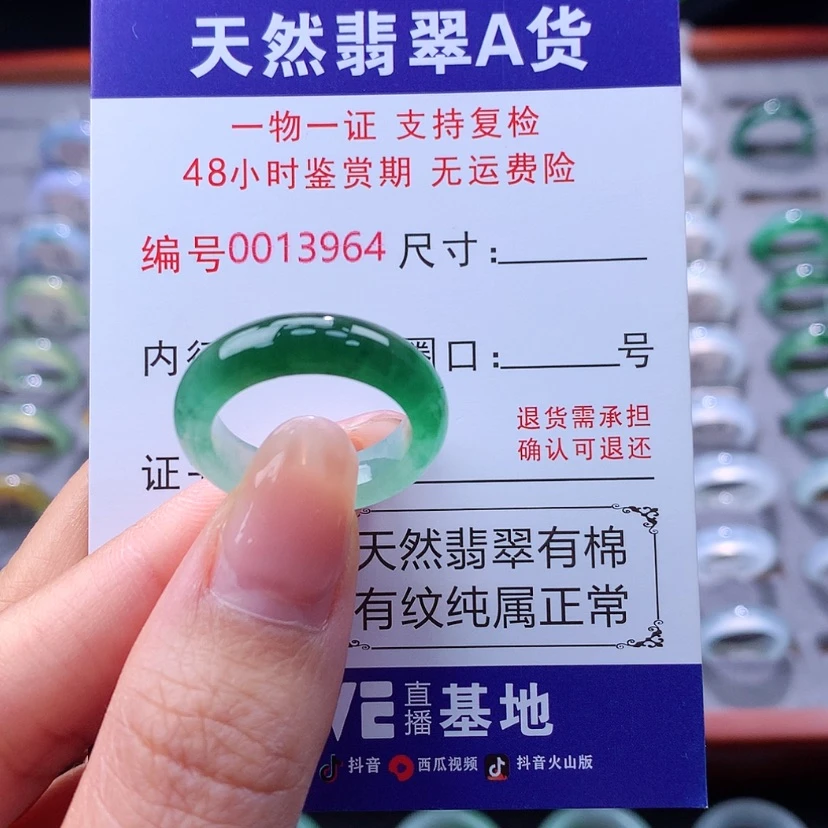 天然翡翠A货
一物一证 支持复检
48小时鉴赏期 无运费险
编号0013964 尺寸:
内 圈口: 号
退货需承担
确认可退还
证
天然翡翠有棉
有纹纯属正常
VE 直播 基地
抖音 西瓜视频 抖音火山版